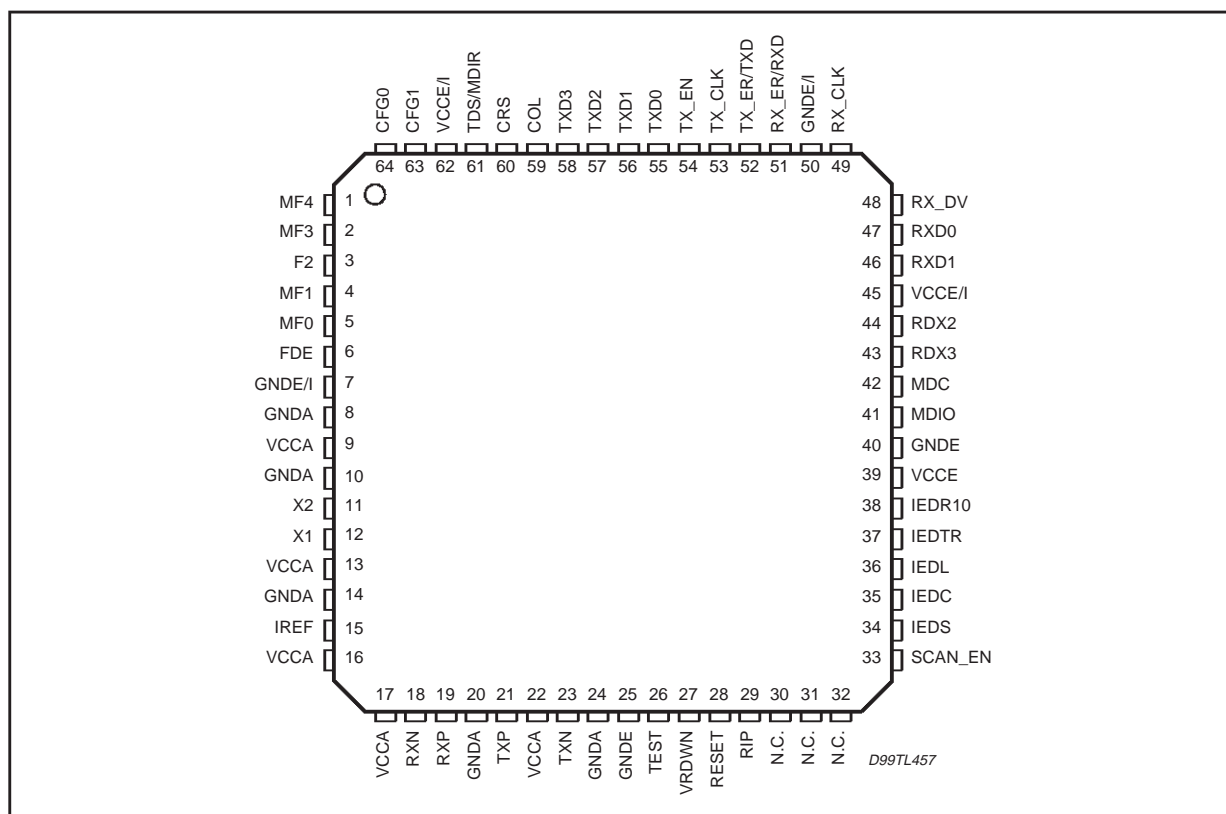 CFG0
CFG1
VCCE/I
TDS/MDIR
CRS
COL
TXD3
TXD2
TXD1
TXD0
TX_EN
TX_CLK
TX_ER/TXD
RX_ER/RXD
GNDE/I
RX_CLK
64 63 62 61 60 59 58 57 56 55 54 53 52 51 50 49
MF4 1
MF3 2
F2 3
MF1 4
MF0 5
FDE 6
GNDE/I 7
GNDA 8
VCCA 9
GNDA 10
X2 11
X1 12
VCCA 13
GNDA 14
IREF 15
VCCA 16
48 RX_DV
47 RXD0
46 RXD1
45 VCCE/I
44 RDX2
43 RDX3
42 MDC
41 MDIO
40 GNDE
39 VCCE
38 IEDR10
37 IEDTR
36 IEDL
35 IEDC
34 IEDS
33 SCAN_EN
17 18 19 20 21 22 23 24 25 26 27 28 29 30 31 32
VCCA
RXN
RXP
GNDA
TXP
VCCA
TXN
GNDA
GNDE
TEST
VRDWN
RESET
RIP
N.C.
N.C.
N.C.
D99TL457